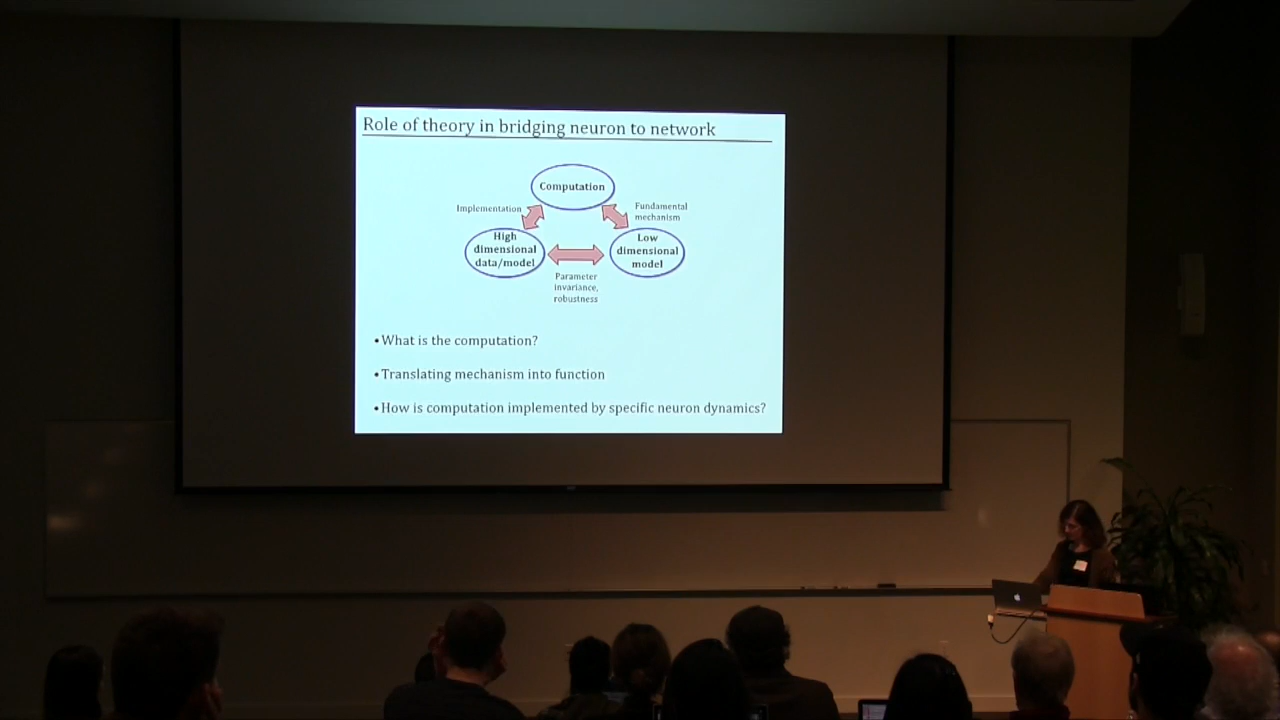 Role of theory in bridging neuron to network
Computation
Implementation
Fundamental
mechanism
High
dimensional
data/model
Low
dimensional
model
Parameter
invariance,
robustness
•What is the computation?
•Translating mechanism into function
•How is computation implemented by specific neuron dynamics?